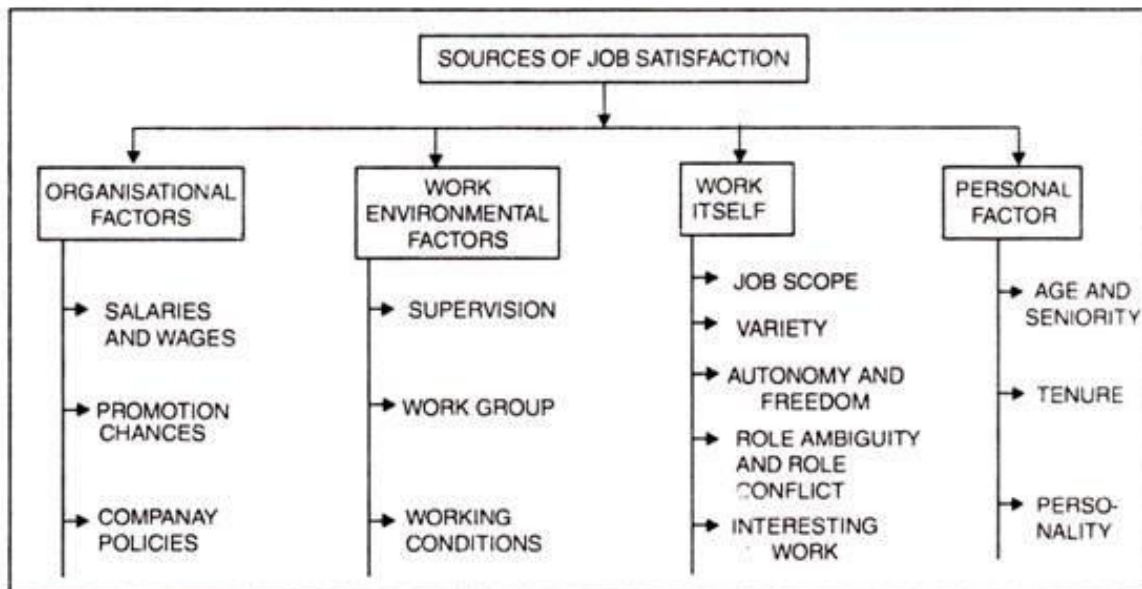 SOURCES OF JOB SATISFACTION
ORGANISATIONAL
FACTORS
SALARIES
AND WAGES
PROMOTION
CHANCES
COMPANAY
POLICIES
WORK
ENVIRONMENTAL
FACTORS
SUPERVISION
WORK GROUP
WORKING
CONDITIONS
WORK
ITSELF
JOB SCOPE
VARIETY
AUTONOMY AND
FREEDOM
ROLE AMBIGUITY
AND ROLE
CONFLICT
INTERESTING
WORK
PERSONAL
FACTOR
AGE AND
SENIORITY
TENURE
PERSO-
NALITY